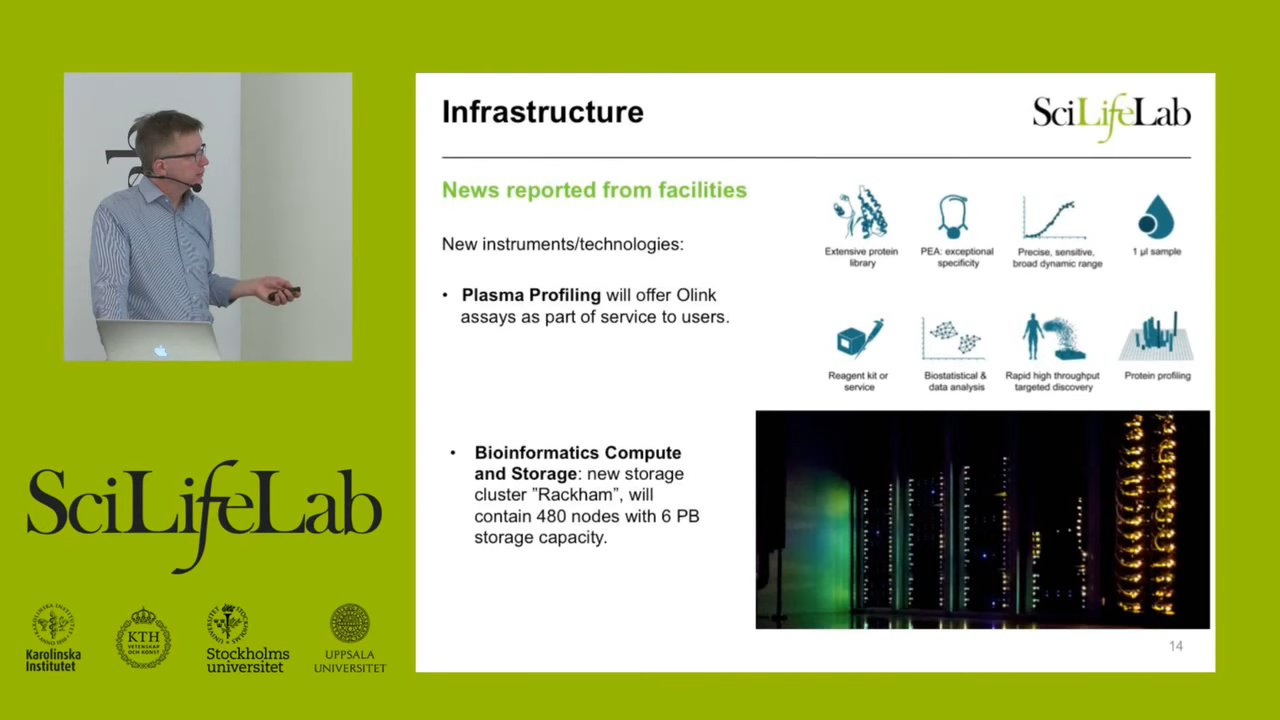 Infrastructure
SciLifeLab
News reported from facilities
New instruments/technologies:
• Plasma Profiling will offer Olink
assays as part of service to users.
• Bioinformatics Compute
and Storage: new storage
cluster ”Rackham”, will
contain 480 nodes with 6 PB
storage capacity.
Extensive protein
library
PEA: exceptional
specificity
Precise, sensitive,
broad dynamic range
1 µl sample
Reagent kit or
service
Biostatistical &
data analysis
Rapid high throughput
targeted discovery
Protein profiling
14
SciLifeLab
Karolinska
Institutet
KTH
VETENSKAP
OCH KONST
Stockholms
universitet
UPPSALA
UNIVERSITET